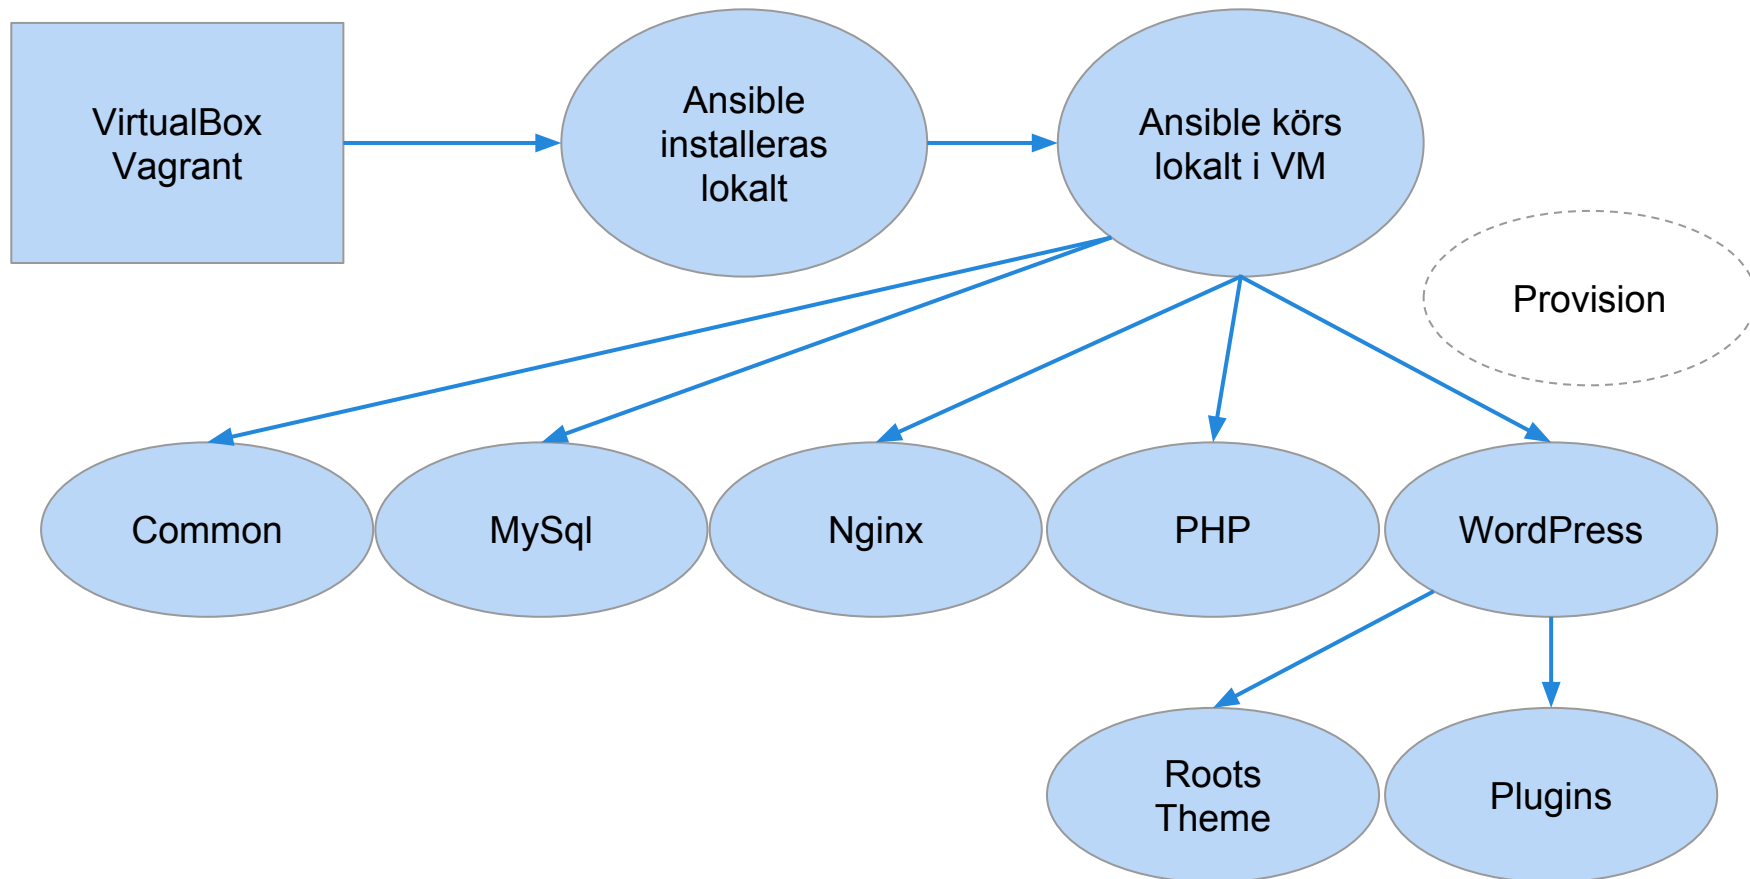 VirtualBox
Vagrant
Ansible
installeras
lokalt
Ansible körs
lokalt i VM
Provision
Common
MySql
Nginx
PHP
WordPress
Roots
Theme
Plugins